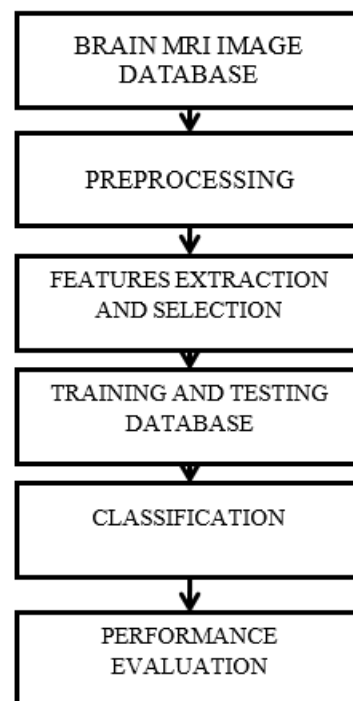 BRAIN MRI IMAGE
DATABASE
PREPROCESSING
FEATURES EXTRACTION
AND SELECTION
TRAINING AND TESTING
DATABASE
CLASSIFICATION
PERFORMANCE
EVALUATION